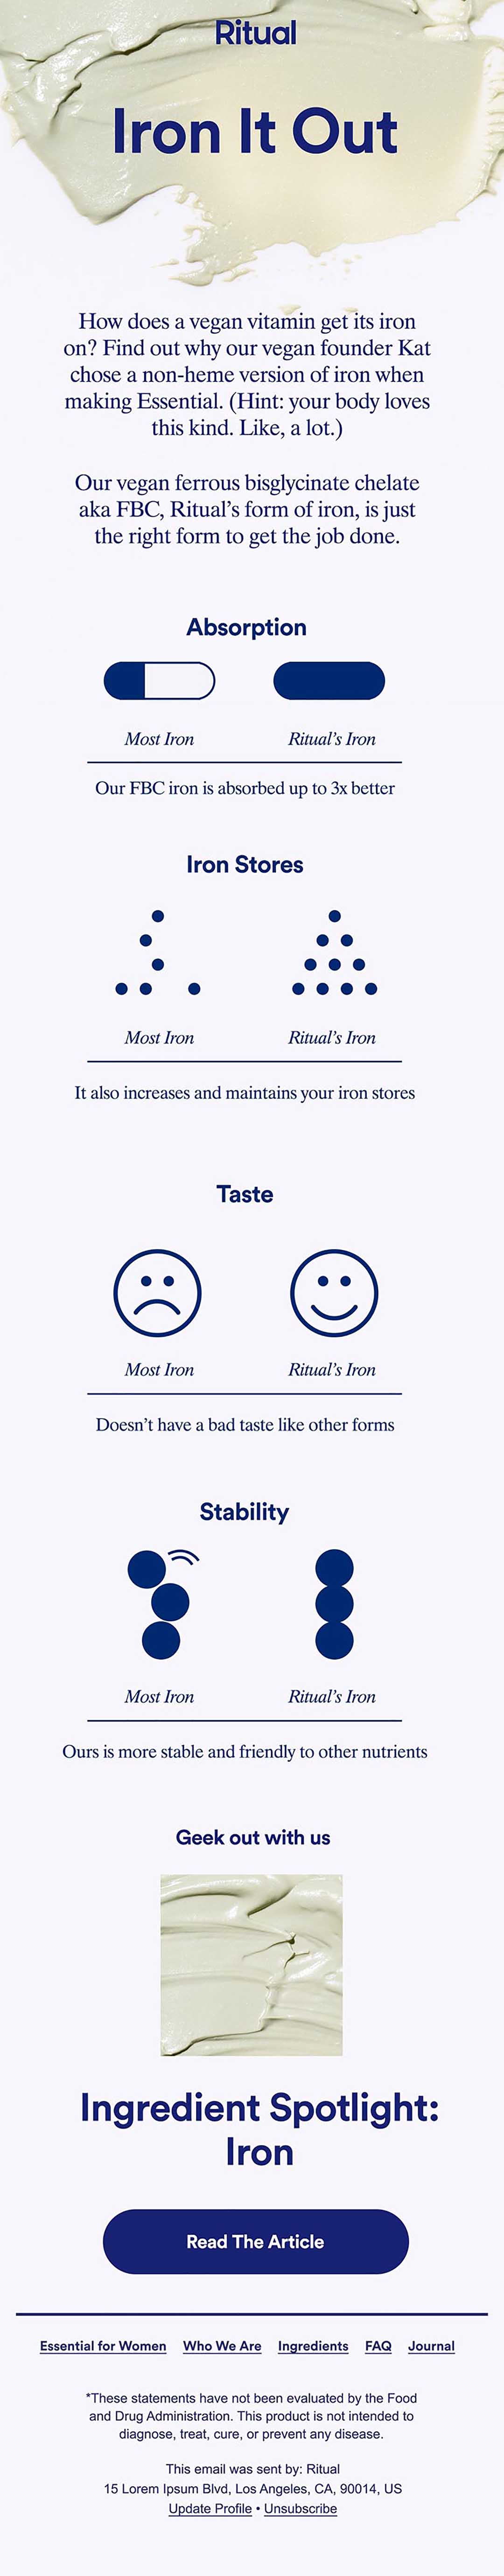 Ritual
Iron It Out
How does a vegan vitamin get its iron
on? Find out why our vegan founder Kat
chose a non-heme version of iron when
making Essential. (Hint: your body loves
this kind. Like, a lot.)
Our vegan ferrous bisglycinate chelate
aka FBC, Ritual’s form of iron, is just
the right form to get the job done.
Absorption
Most Iron Ritual’s Iron
Our FBC iron is absorbed up to 3x better
Iron Stores
Most Iron Ritual’s Iron
It also increases and maintains your iron stores
Taste
Most Iron Ritual’s Iron
Doesn’t have a bad taste like other forms
Stability
Most Iron Ritual’s Iron
Ours is more stable and friendly to other nutrients
Geek out with us
Ingredient Spotlight:
Iron
Read The Article
Essential for Women Who We Are Ingredients FAQ Journal
*These statements have not been evaluated by the Food
and Drug Administration. This product is not intended to
diagnose, treat, cure, or prevent any disease.
This email was sent by: Ritual
15 Lorem Ipsum Blvd, Los Angeles, CA, 90014, US
Update Profile • Unsubscribe